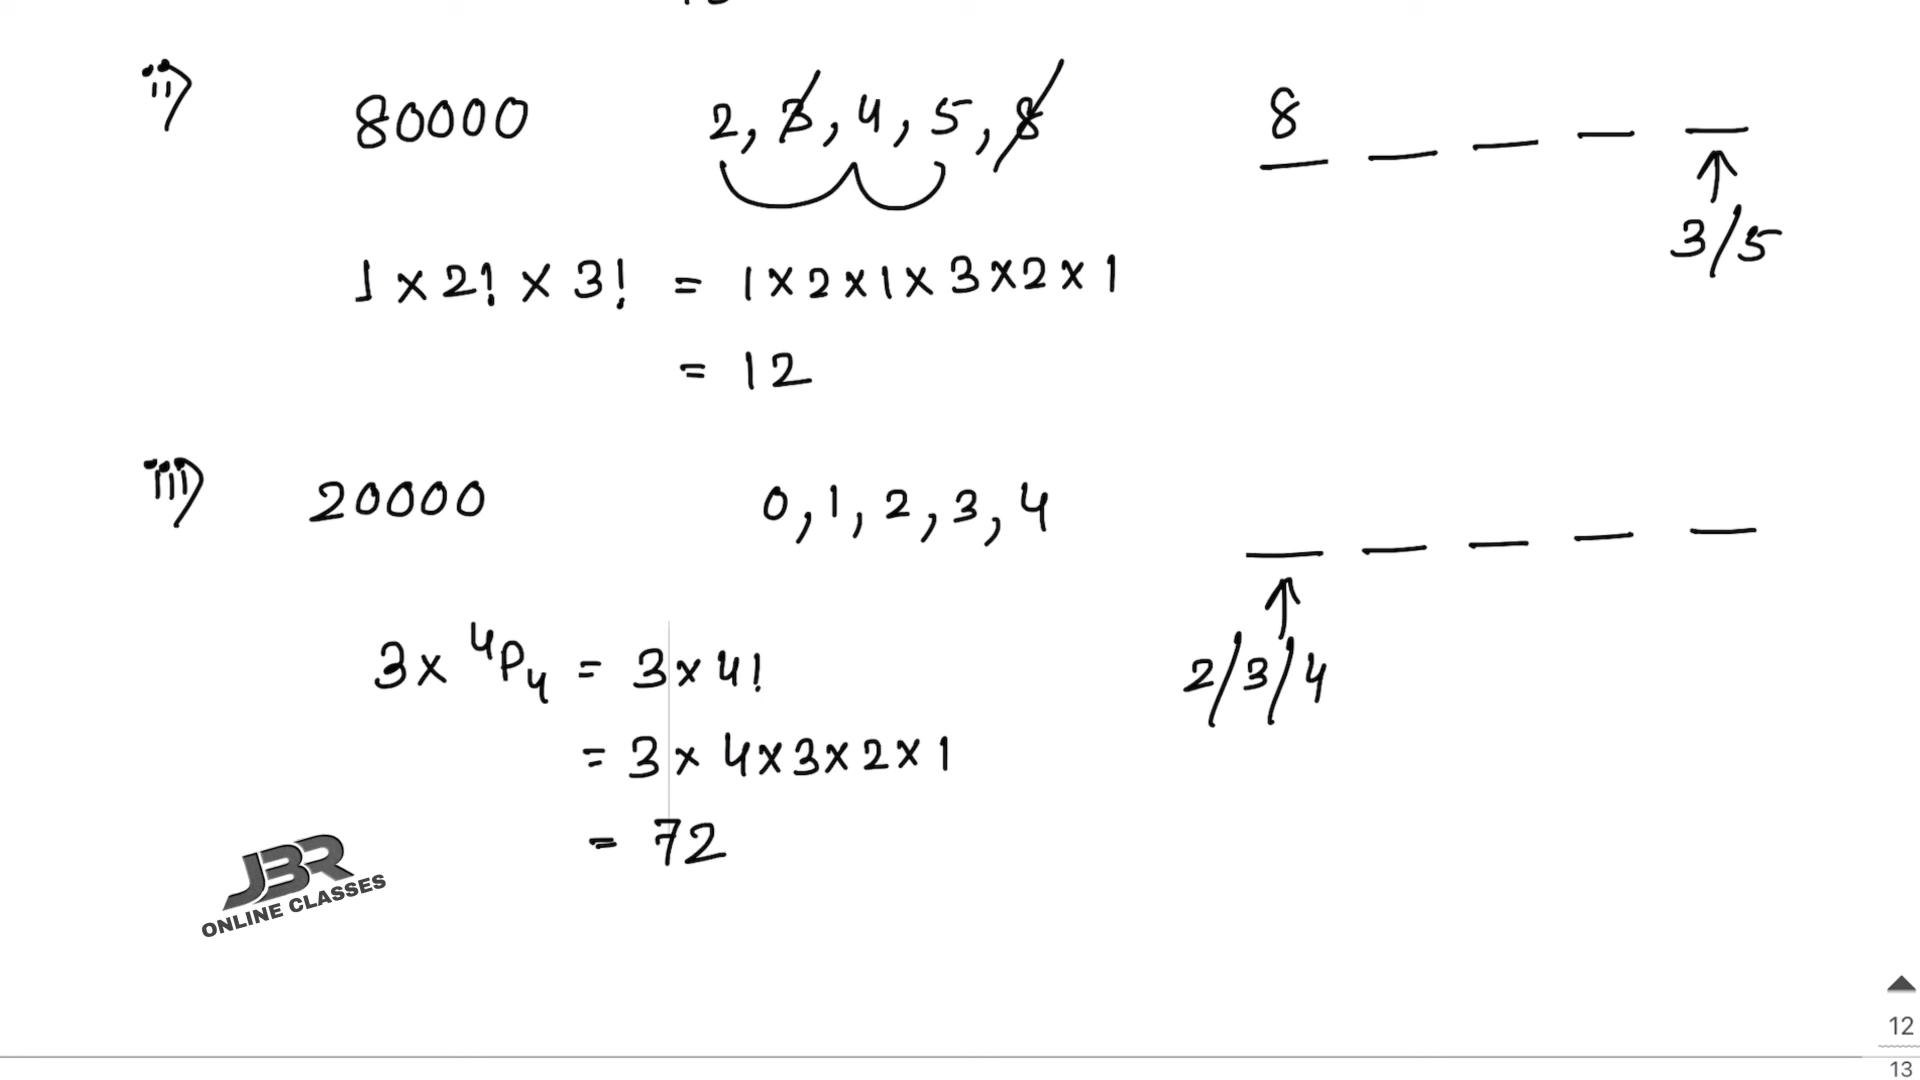 ii) 80000 2, 3, 4, 5, 8 8
3/5
1 × 2! × 3! = 1 × 2 × 1 × 3 × 2 × 1
= 12
iii) 20000 0, 1, 2, 3, 4
2/3/4
3 × ⁴P₄ = 3 × 4!
= 3 × 4 × 3 × 2 × 1
= 72
JBR
ONLINE CLASSES
12
13